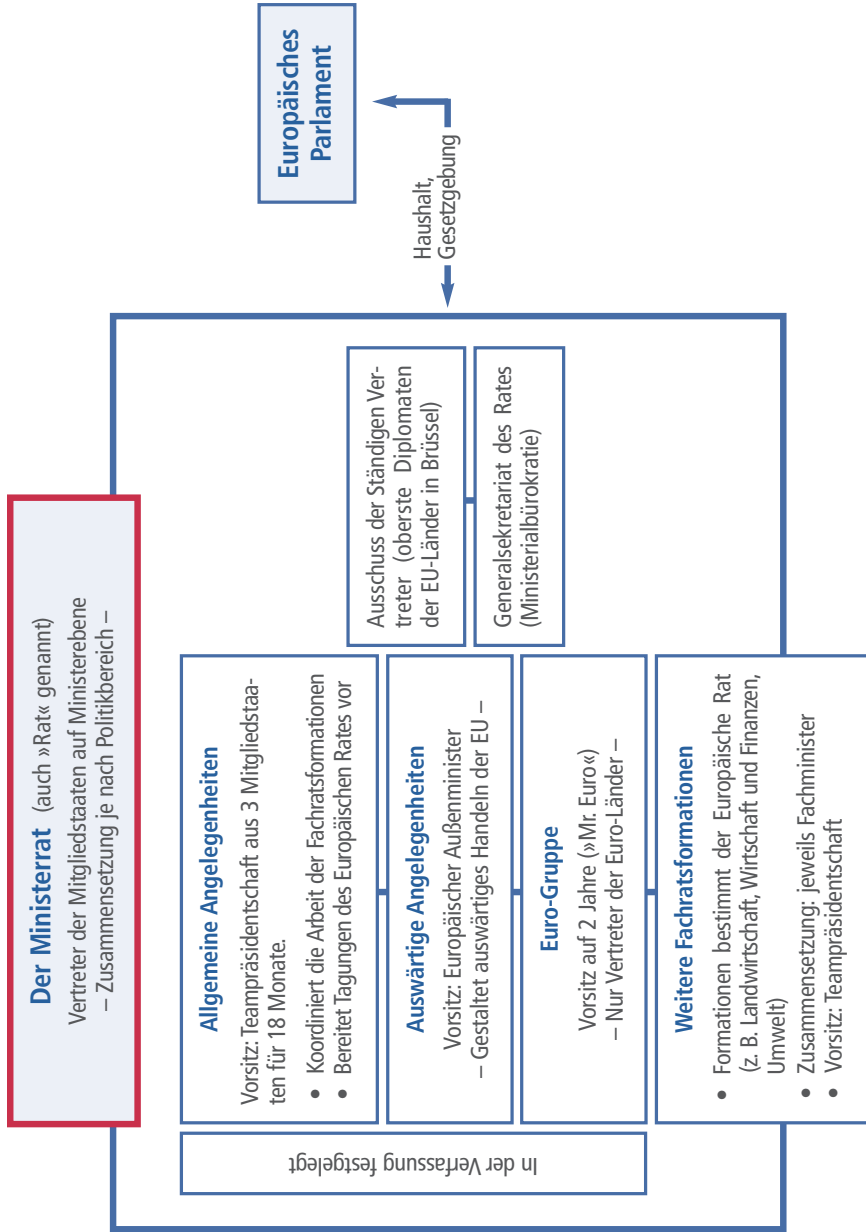 Der Ministerrat (auch »Rat« genannt)
Vertreter der Mitgliedstaaten auf Ministerebene
– Zusammensetzung je nach Politikbereich –
In der Verfassung festgelegt
Allgemeine Angelegenheiten
Vorsitz: Teampräsidentschaft aus 3 Mitgliedstaa-
ten für 18 Monate.
• Koordiniert die Arbeit der Fachratsformationen
• Bereitet Tagungen des Europäischen Rates vor
Auswärtige Angelegenheiten
Vorsitz: Europäischer Außenminister
– Gestaltet auswärtiges Handeln der EU –
Euro-Gruppe
Vorsitz auf 2 Jahre (»Mr. Euro«)
– Nur Vertreter der Euro-Länder –
Weitere Fachratsformationen
• Formationen bestimmt der Europäische Rat
(z. B. Landwirtschaft, Wirtschaft und Finanzen,
Umwelt)
• Zusammensetzung: jeweils Fachminister
• Vorsitz: Teampräsidentschaft
Ausschuss der Ständigen Ver-
treter (oberste Diplomaten
der EU-Länder in Brüssel)
Generalsekretariat des Rates
(Ministerialbürokratie)
Haushalt,
Gesetzgebung
Europäisches
Parlament